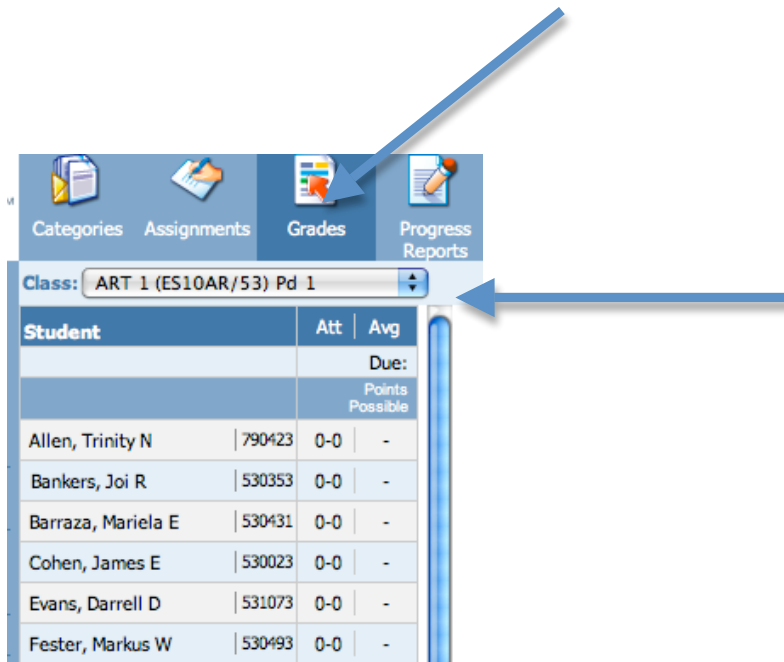 Categories Assignments Grades Progress Reports
Class: ART 1 (ES10AR/53) Pd 1
Student Att Avg
Due:
Points
Possible
Allen, Trinity N 790423 0-0 -
Bankers, Joi R 530353 0-0 -
Barraza, Mariela E 530431 0-0 -
Cohen, James E 530023 0-0 -
Evans, Darrell D 531073 0-0 -
Fester, Markus W 530493 0-0 -